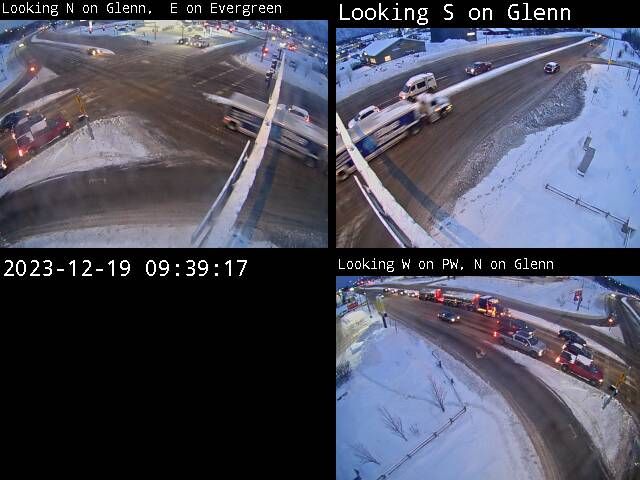 Looking N on Glenn,  E on Evergreen
Looking S on Glenn
2023-12-19 09:39:17
Looking W on PW, N on Glenn